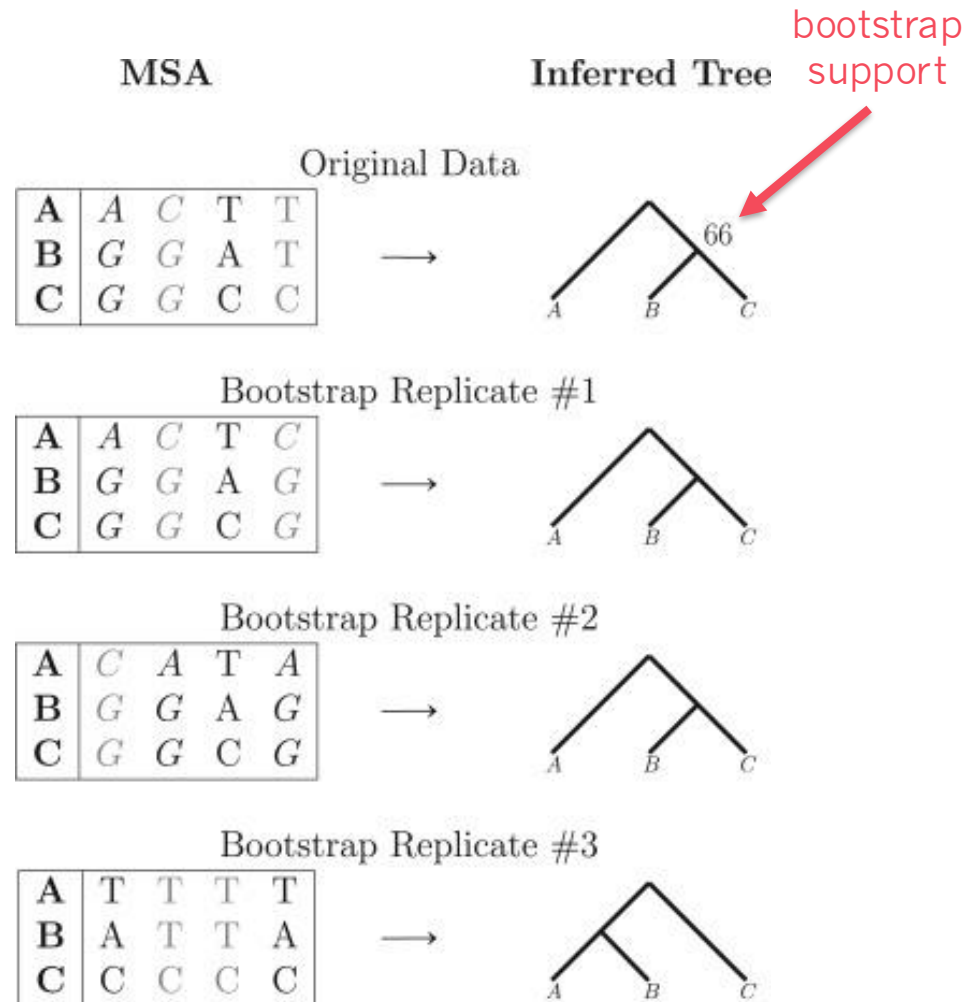 bootstrap
support
MSA Inferred Tree
Original Data
A A C T T
B G G A T
C G G C C
→
66
A B C
Bootstrap Replicate #1
A A C T C
B G G A G
C G G C G
→
A B C
Bootstrap Replicate #2
A C A T A
B G G A G
C G G C G
→
A B C
Bootstrap Replicate #3
A T T T T
B A T T A
C C C C C
→
A B C